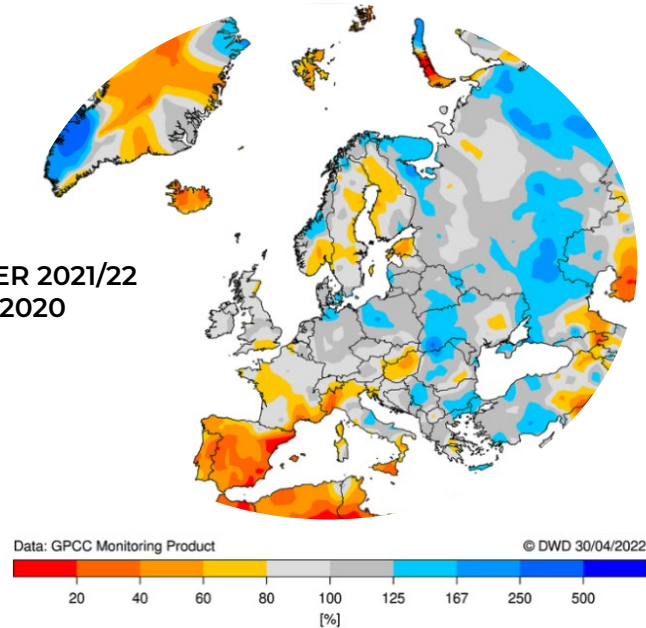 ER 2021/22
2020
Data: GPCC Monitoring Product
© DWD 30/04/2022
20 40 60 80 100 125 167 250 500
[%]